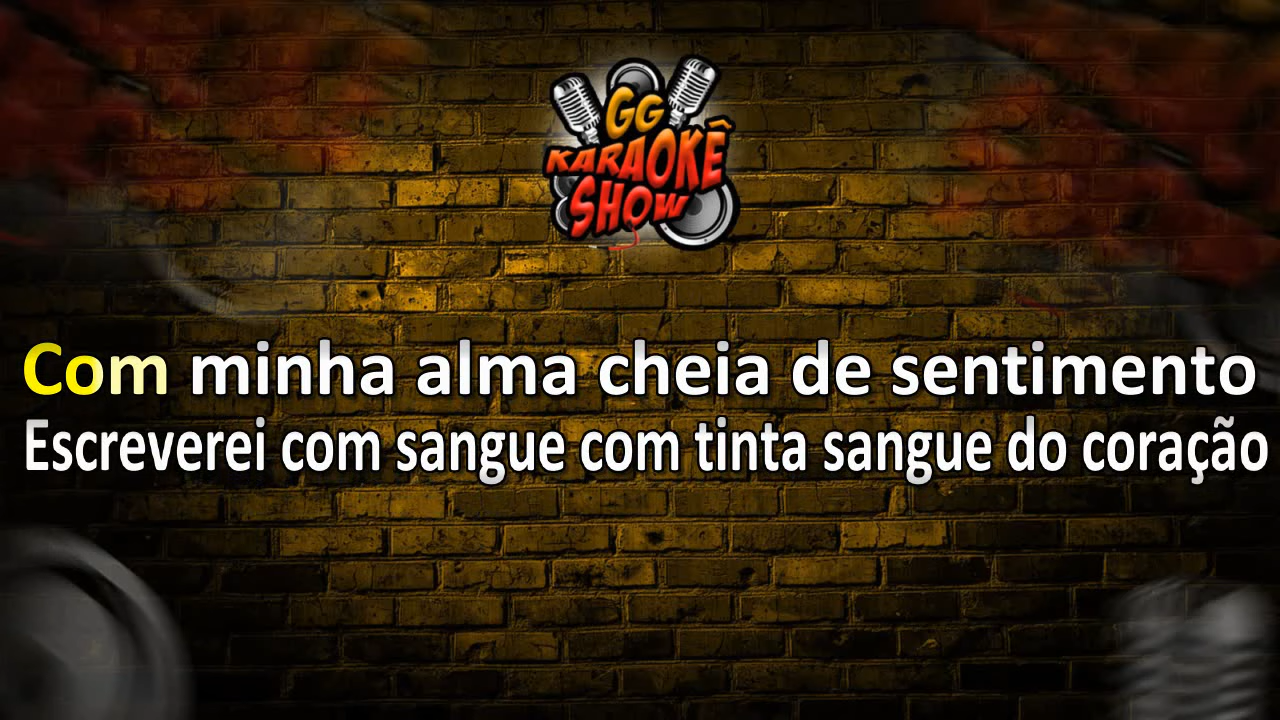 GG
KARAOKÊ
SHOW
Com minha alma cheia de sentimento
Escreverei com sangue com tinta sangue do coração